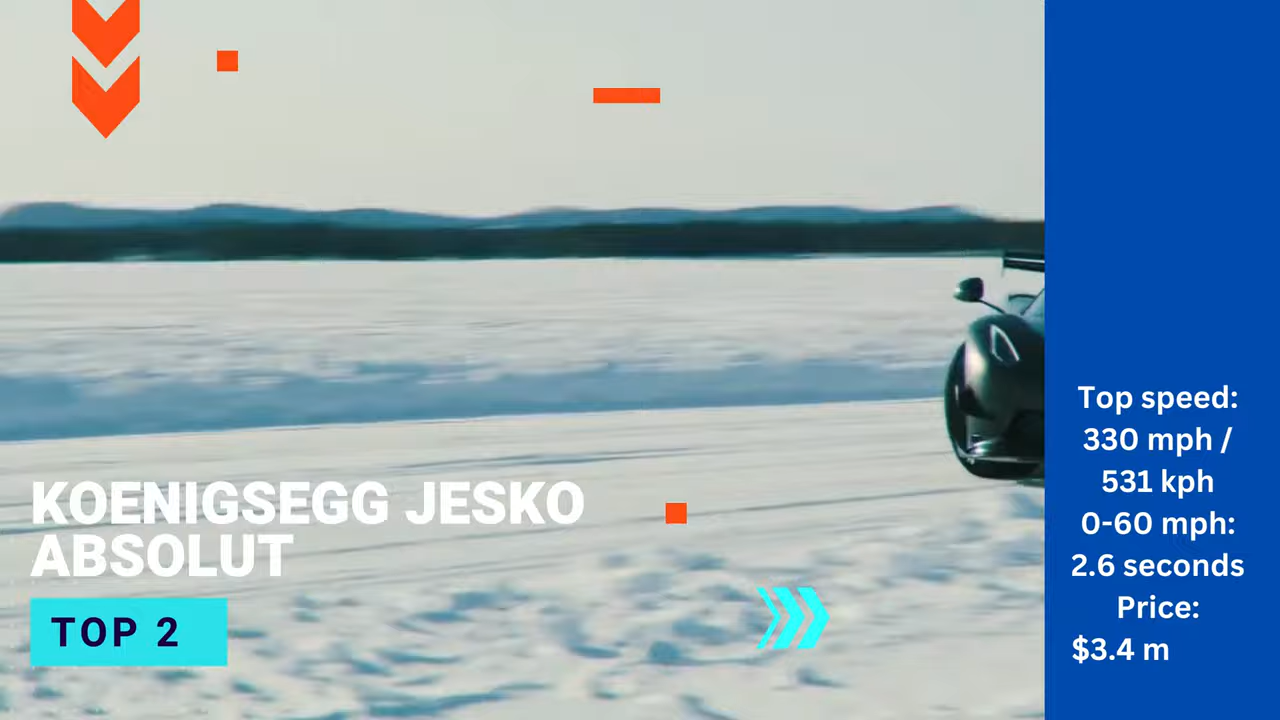 KOENIGSEGG JESKO
ABSOLUT
TOP 2
Top speed:
330 mph /
531 kph
0-60 mph:
2.6 seconds
Price:
$3.4 m